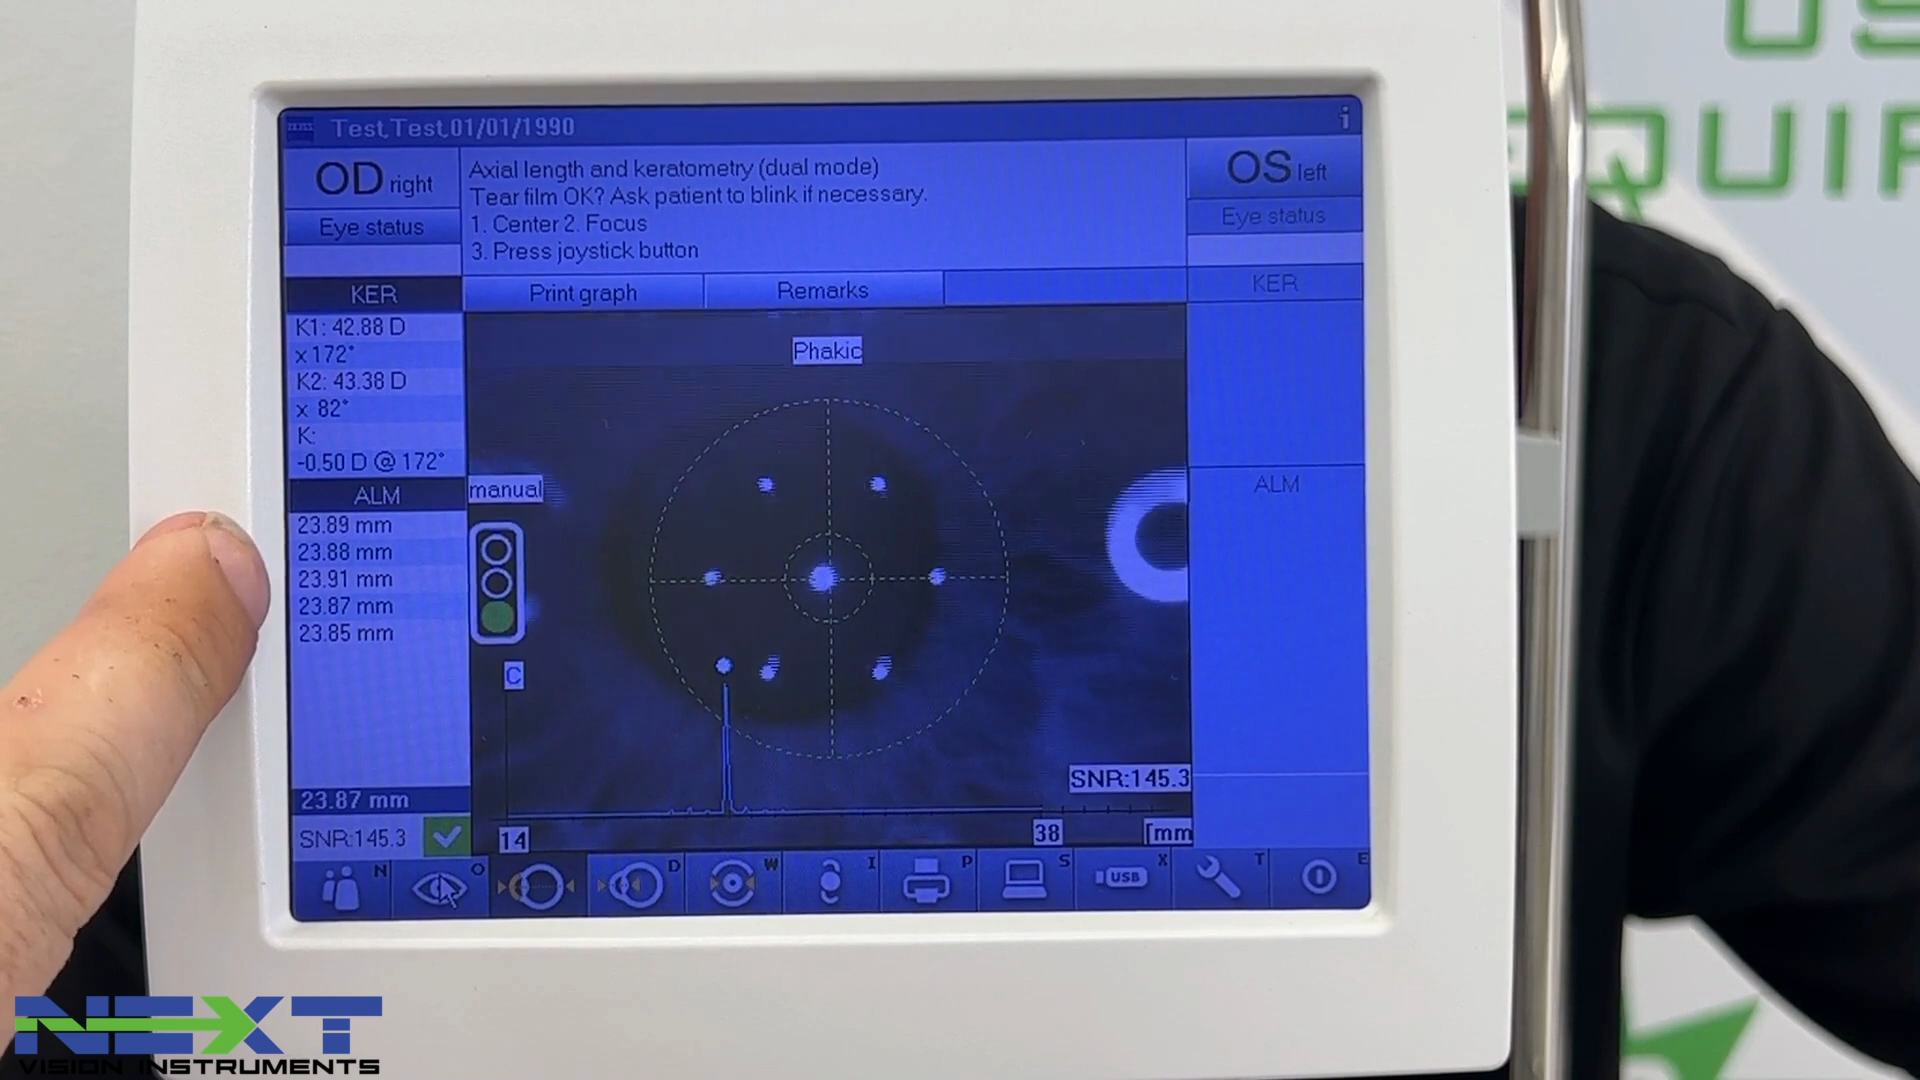 ZEISS Test,Test,01/01/1990 i
OD right
Eye status
Axial length and keratometry (dual mode)
Tear film OK? Ask patient to blink if necessary.
1. Center 2. Focus
3. Press joystick button
OS left
Eye status
KER
Print graph
Remarks
KER
K1: 42.88 D
x 172°
K2: 43.38 D
x 82°
K:
-0.50 D @ 172°
Phakic
manual
ALM
ALM
23.89 mm
23.88 mm
23.91 mm
23.87 mm
23.85 mm
C
SNR:145.3
23.87 mm
SNR:145.3
14
38
[mm
N
O
D
W
I
P
S
X
T
E
USB
EQUIP
NEXT
VISION INSTRUMENTS